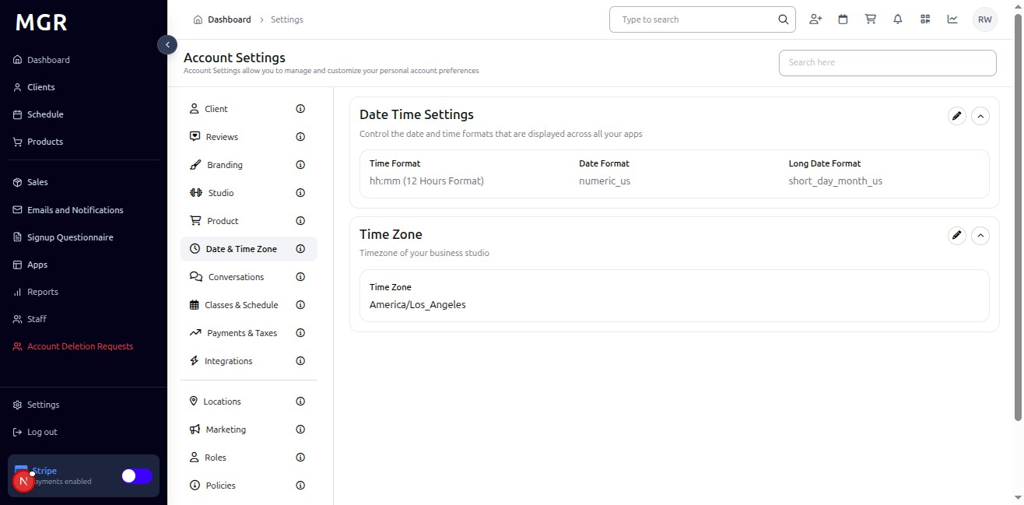 MGR
Dashboard
Clients
Schedule
Products
Sales
Emails and Notifications
Signup Questionnaire
Apps
Reports
Staff
Account Deletion Requests
Settings
Log out
Stripe
ayments enabled
N
Dashboard > Settings
Type to search
RW
Account Settings
Account Settings allow you to manage and customize your personal account preferences
Search here
Client
Reviews
Branding
Studio
Product
Date & Time Zone
Conversations
Classes & Schedule
Payments & Taxes
Integrations
Locations
Marketing
Roles
Policies
Date Time Settings
Control the date and time formats that are displayed across all your apps
Time Format Date Format Long Date Format
hh:mm (12 Hours Format) numeric_us short_day_month_us
Time Zone
Timezone of your business studio
Time Zone
America/Los_Angeles